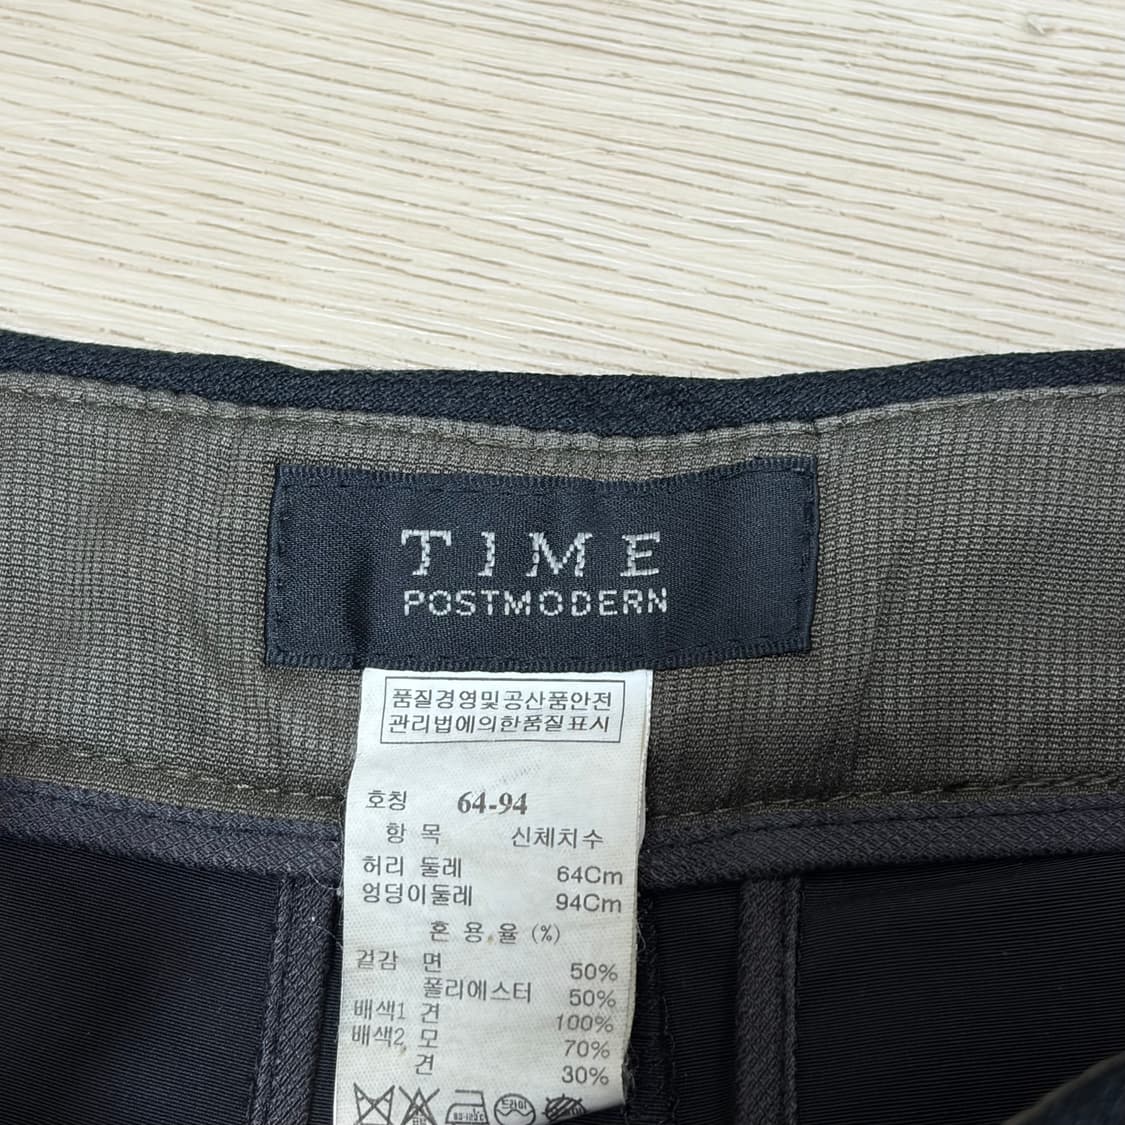 TIME
POSTMODERN
품질경영및공산품안전
관리법에의한품질표시
호칭 64-94
항 목 신체치수
허리 둘레 64Cm
엉덩이둘레 94Cm
혼 용 율 (%)
겉감 면 50%
폴리에스터 50%
배색1 견 100%
배색2 모 70%
견 30%
드라이